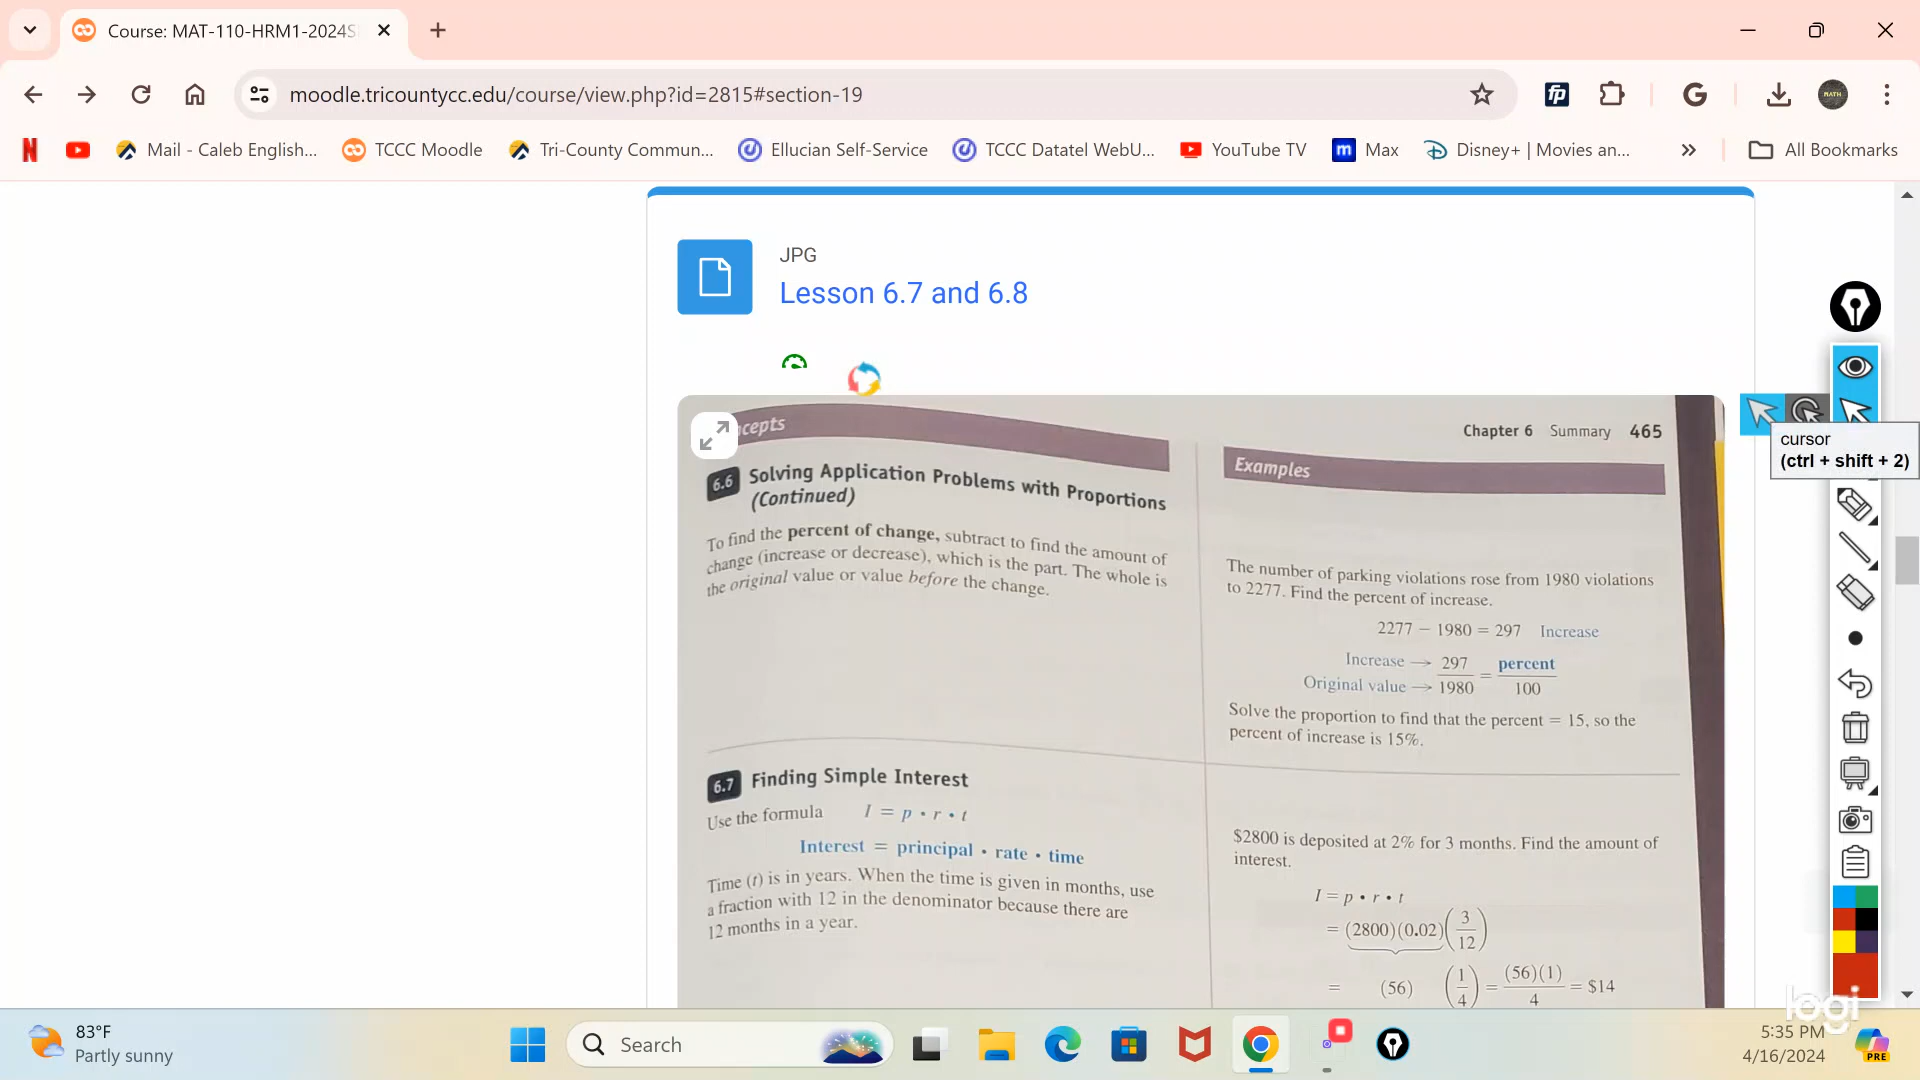 Course: MAT-110-HRM1-2024S
moodle.tricountycc.edu/course/view.php?id=2815#section-19
Mail - Caleb English...
TCCC Moodle
Tri-County Commun...
Ellucian Self-Service
TCCC Datatel WebU...
YouTube TV
m
Max
Disney+ | Movies an...
All Bookmarks
JPG
Lesson 6.7 and 6.8
cursor
(ctrl + shift + 2)
cepts
Chapter 6 Summary 465
6.6 Solving Application Problems with Proportions
(Continued)
To find the percent of change, subtract to find the amount of
change (increase or decrease), which is the part. The whole is
the original value or value before the change.
Examples
The number of parking violations rose from 1980 violations
to 2277. Find the percent of increase.
2277 − 1980 = 297 Increase
Increase → 297 / Original value → 1980 = percent / 100
Solve the proportion to find that the percent = 15, so the
percent of increase is 15%.
6.7 Finding Simple Interest
Use the formula I = p • r • t
Interest = principal • rate • time
Time (t) is in years. When the time is given in months, use
a fraction with 12 in the denominator because there are
12 months in a year.
$2800 is deposited at 2% for 3 months. Find the amount of
interest.
I = p • r • t
= (2800)(0.02)(3/12)
= (56) (1/4) = (56)(1)/4 = $14
logi
83°F
Partly sunny
Search
5:35 PM
4/16/2024
PRE